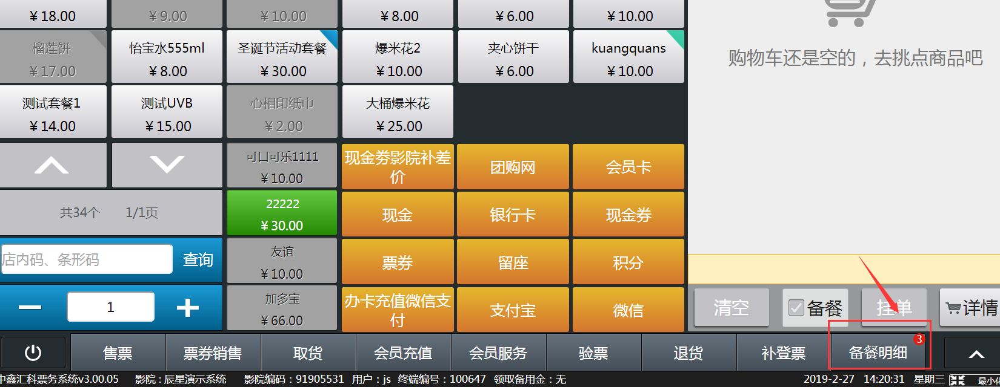 ¥18.00 ¥9.00 ¥10.00 ¥8.00 ¥6.00 ¥10.00
榴莲饼 怡宝水555ml 圣诞节活动套餐 爆米花2 夹心饼干 kuangquans
¥17.00 ¥8.00 ¥30.00 ¥10.00 ¥6.00 ¥10.00
测试套餐1 测试UVB 心相印纸巾 大桶爆米花
¥14.00 ¥15.00 ¥2.00 ¥25.00
购物车还是空的，去挑点商品吧
可口可乐1111
¥10.00
22222
¥30.00
友谊
¥10.00
加多宝
¥66.00
共34个 1/1页
店内码、条形码 查询
1
现金券影院补差
价
团购网
会员卡
现金
银行卡
现金券
票券
留座
积分
办卡充值微信支
付
支付宝
微信
清空 备餐 挂单 详情
售票 票券销售 取货 会员充值 会员服务 验票 退货 补登票 备餐明细 3
中鑫汇科票务系统v3.00.05 影院：辰星演示系统 影院编码：91905531 用户：js 终端编号：100647 领取备用金：无 2019-2-27 14:20:31 星期三 最小化